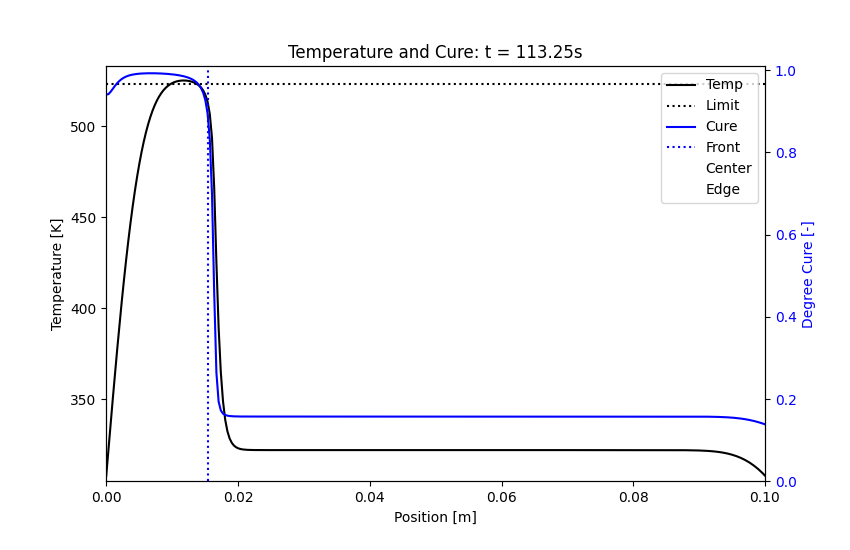 Temperature and Cure: t = 113.25s
Temperature [K]
500
450
400
350
Temp
Limit
Cure
Front
Center
Edge
1.0
0.8
0.6
0.4
0.2
0.0
Degree Cure [-]
0.00
0.02
0.04
0.06
0.08
0.10
Position [m]